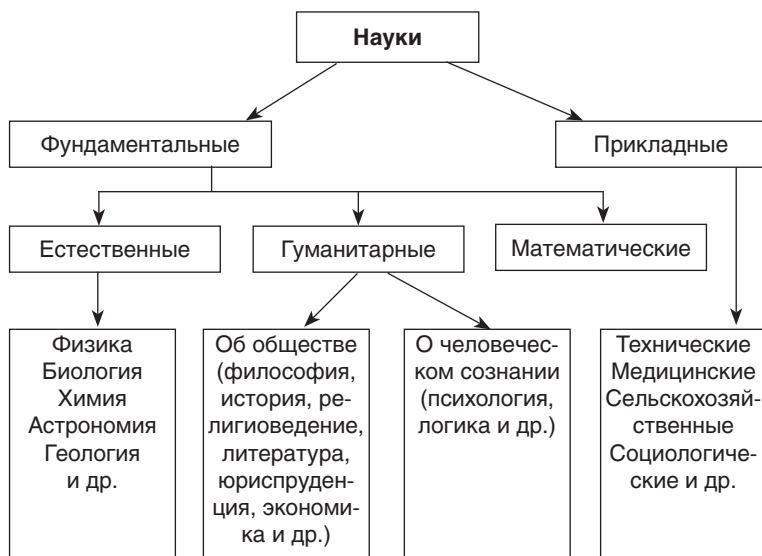 Науки
Фундаментальные
Прикладные
Естественные
Гуманитарные
Математические
Физика
Биология
Химия
Астрономия
Геология
и др.
Об обществе
(философия,
история, ре-
лигиоведение,
литература,
юриспруден-
ция, экономи-
ка и др.)
О человечес-
ком сознании
(психология,
логика и др.)
Технические
Медицинские
Сельскохозяй-
ственные
Социологиче-
ские и др.